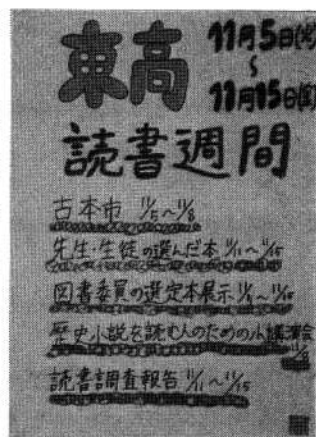 東高
11月5日(火)
〜
11月15日(金)
読書週間
古本市 11/5〜11/8
先生・生徒の選んだ本 11/11〜11/15
図書委員の選定本展示
歴史小説を読む人のための小講演会
11/8
読書調査報告 11/11〜11/15